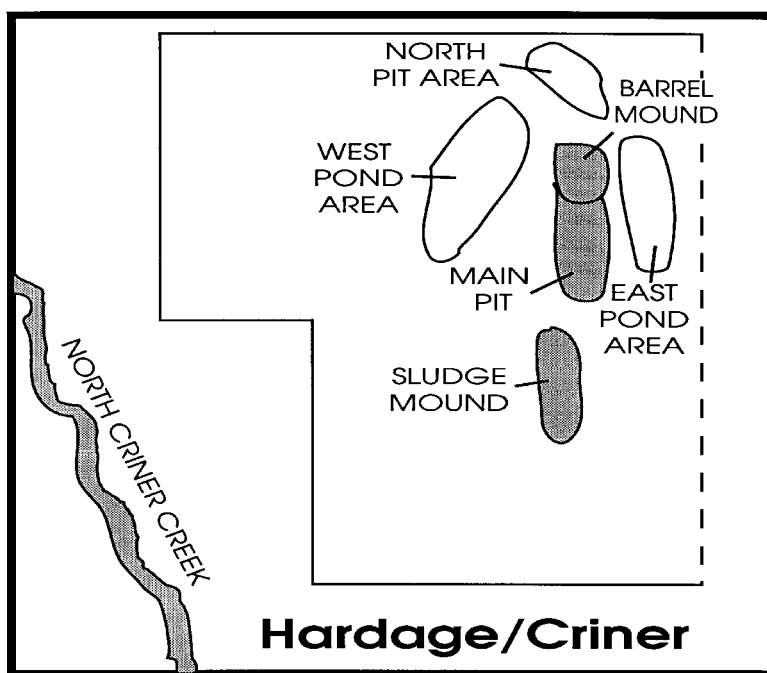 NORTH
PIT AREA
BARREL
MOUND
WEST
POND
AREA
MAIN
PIT
EAST
POND
AREA
SLUDGE
MOUND
NORTH CRINER CREEK
Hardage/Criner